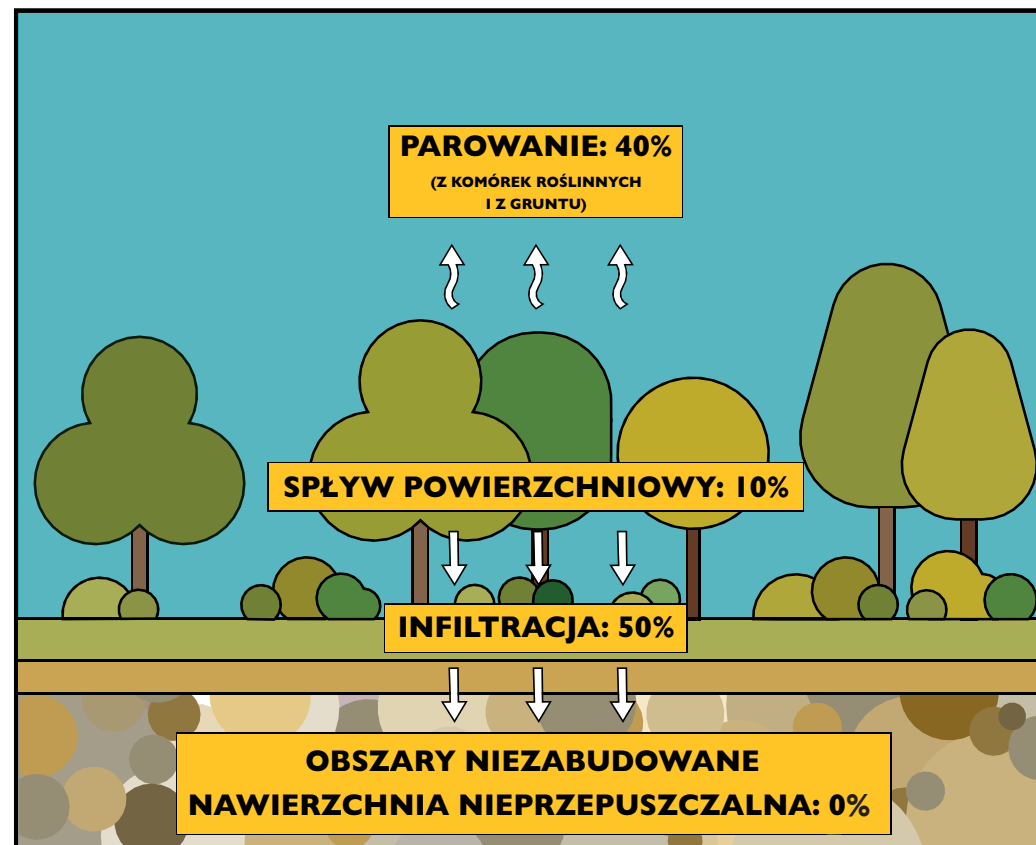 PAROWANIE: 40%
(Z KOMÓREK ROŚLINNYCH
I Z GRUNTU)
SPŁYW POWIERZCHNIOWY: 10%
INFILTRACJA: 50%
OBSZARY NIEZABUDOWANE
NAWIERZCHNIA NIEPRZEPUSZCZALNA: 0%